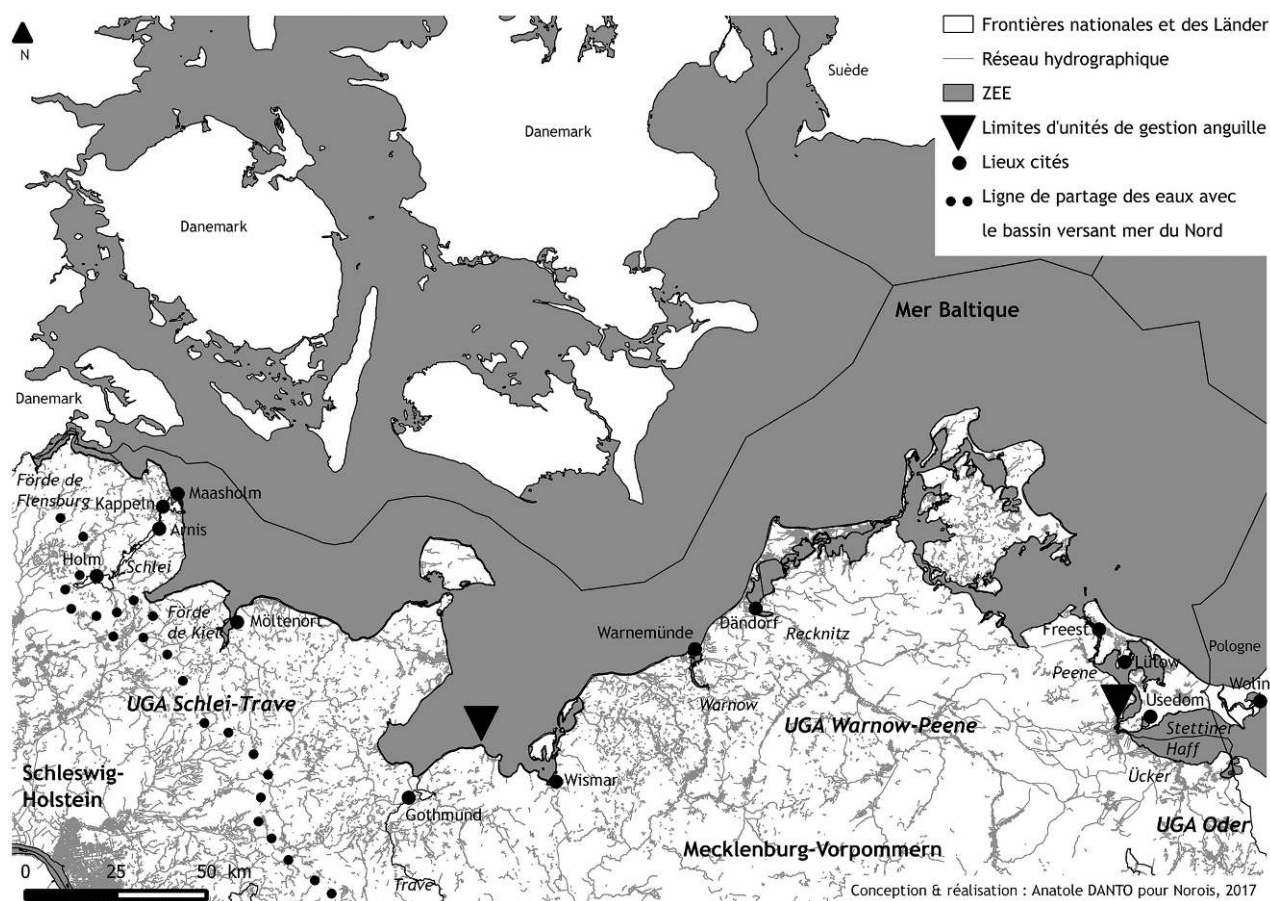 N
Frontières nationales et des Länder
Réseau hydrographique
ZEE
Limites d'unités de gestion anguille
Lieux cités
Ligne de partage des eaux avec
le bassin versant mer du Nord
Suède
Danemark
Danemark
Danemark
Mer Baltique
Förde de
Flensburg
Maasholm
Kappeln
Arnis
Holm
Schlei
Förde
de Kiel
Möltenort
Warnemünde
Dändorf
Recknitz
Freest
Lütow
Pologne
Peene
Wolin
Usedom
Warnow
UGA Schlei-Trave
UGA Warnow-Peene
Stettiner
Haff
Ücker
Schleswig-
Holstein
Wismar
Gothmund
UGA Oder
Mecklenburg-Vorpommern
0 25 50 km
Trave
Conception & réalisation : Anatole DANTO pour Norois, 2017